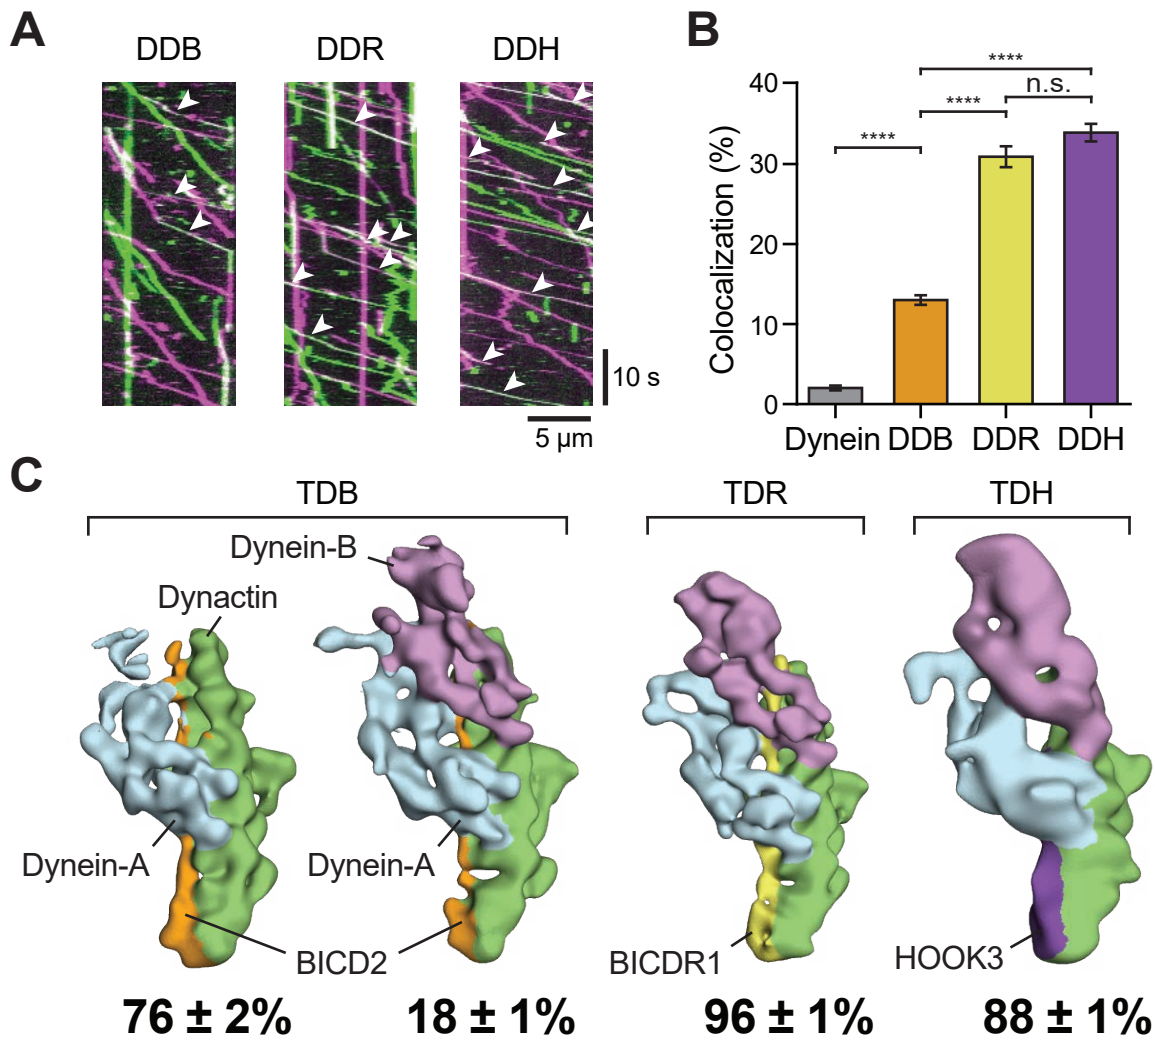 A
DDB
DDR
DDH
10 s
5 µm
B
Colocalization (%)
40
30
20
10
0
****
n.s.
****
****
Dynein DDB DDR DDH
C
TDB
TDR
TDH
Dynein-B
Dynactin
Dynein-A
Dynein-A
BICD2
BICDR1
HOOK3
76 ± 2%
18 ± 1%
96 ± 1%
88 ± 1%